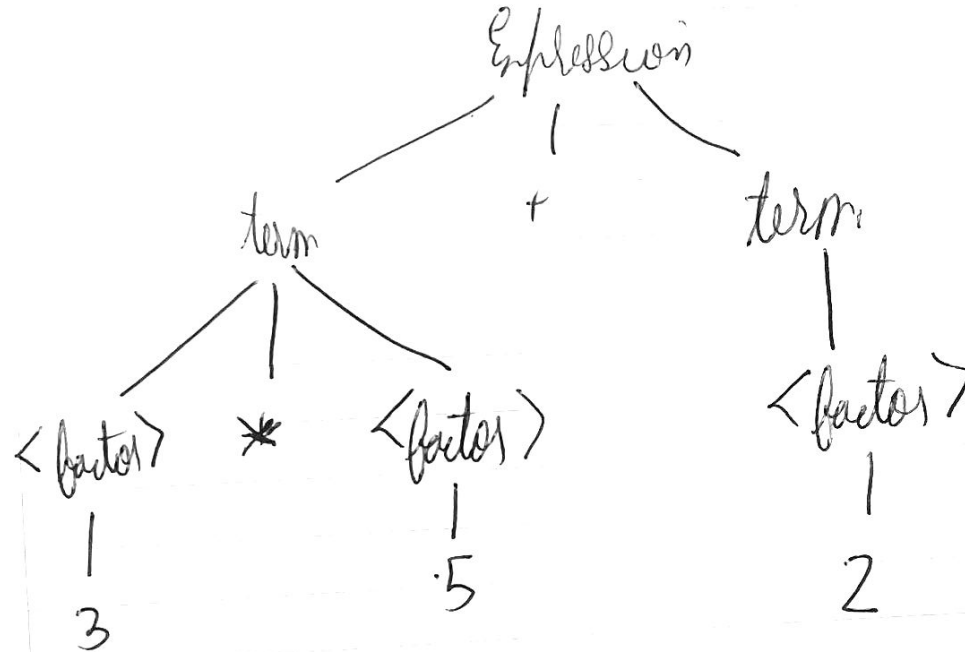 Expression
+
term
term
<factor> * <factor>
<factor>
3
5
2